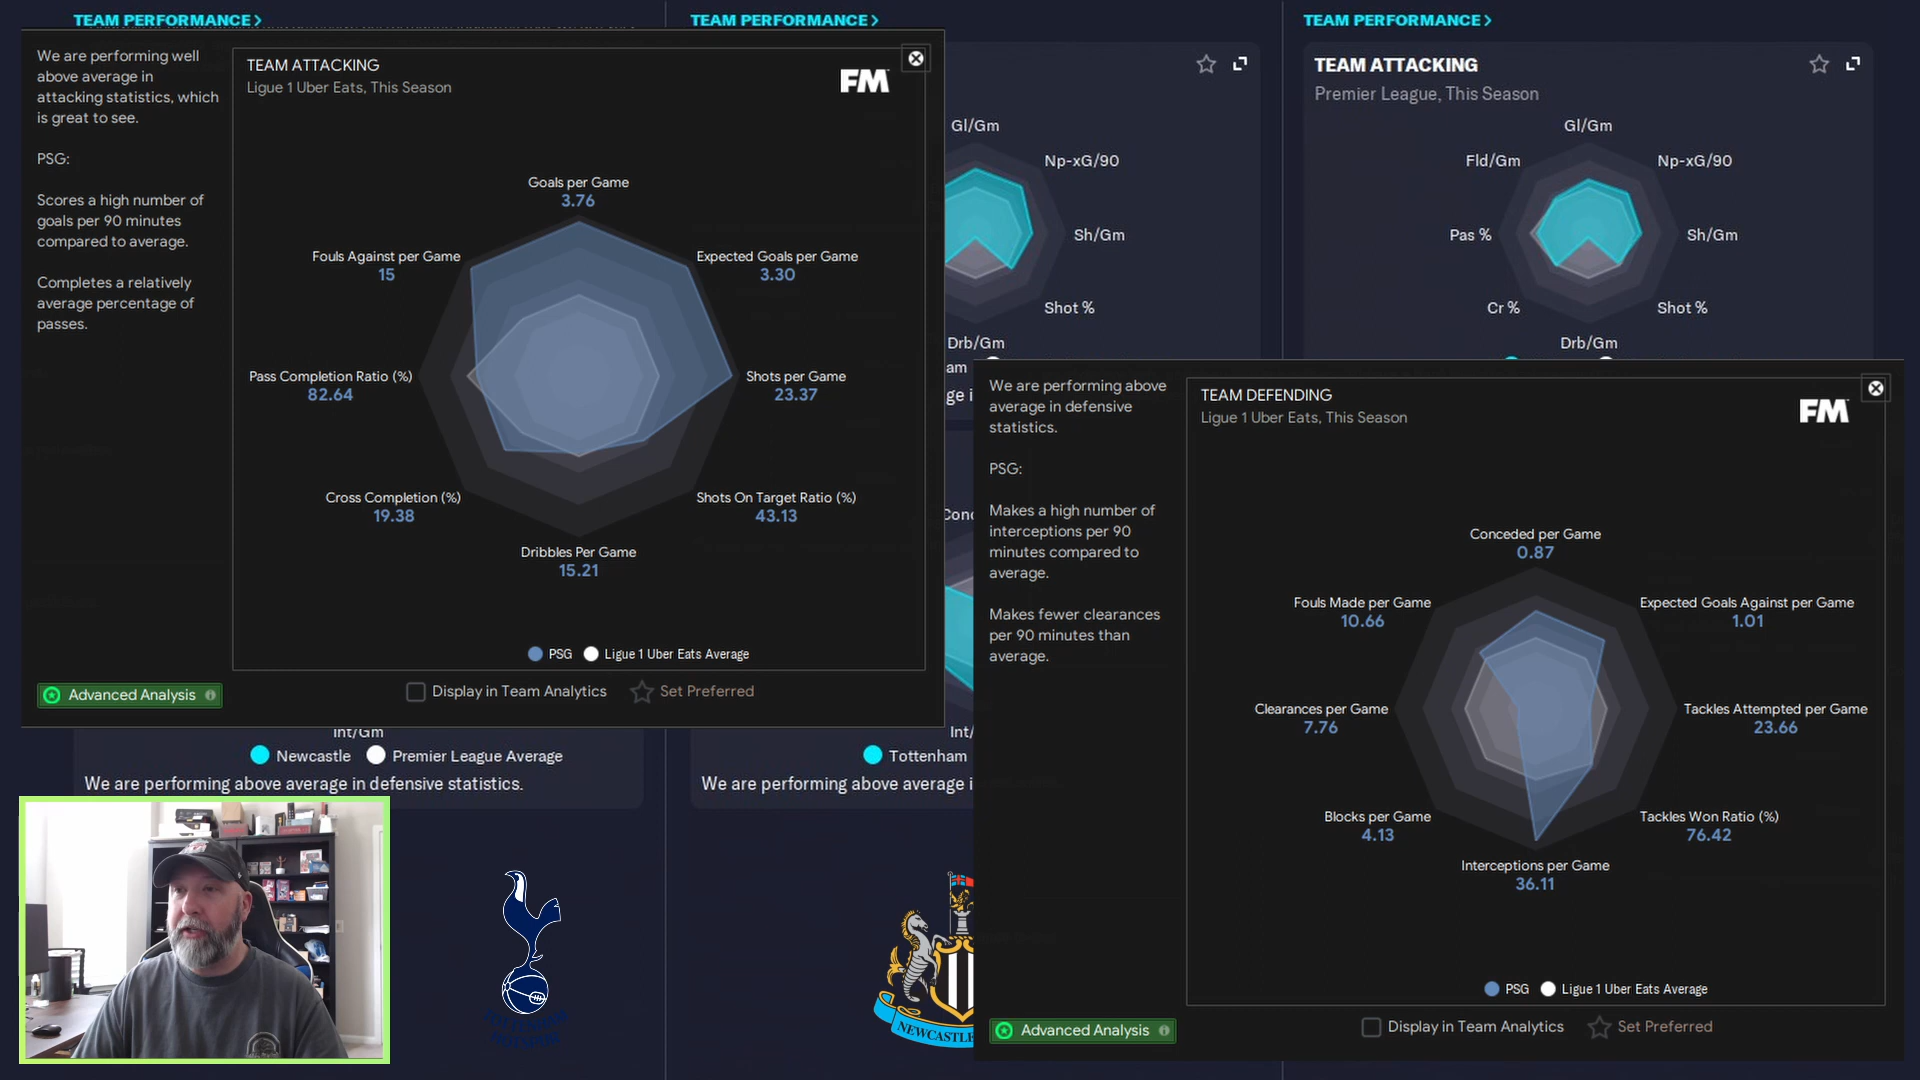 TEAM PERFORMANCE >
TEAM PERFORMANCE >
TEAM PERFORMANCE >
We are performing well
above average in
attacking statistics, which
is great to see.
PSG:
Scores a high number of
goals per 90 minutes
compared to average.
Completes a relatively
average percentage of
passes.
Advanced Analysis
TEAM ATTACKING
Ligue 1 Uber Eats, This Season
FM
Goals per Game
3.76
Fouls Against per Game
15
Expected Goals per Game
3.30
Pass Completion Ratio (%)
82.64
Shots per Game
23.37
Cross Completion (%)
19.38
Shots On Target Ratio (%)
43.13
Dribbles Per Game
15.21
PSG
Ligue 1 Uber Eats Average
Display in Team Analytics
Set Preferred
Gl/Gm
Np-xG/90
Sh/Gm
Shot %
Drb/Gm
TEAM ATTACKING
Premier League, This Season
Gl/Gm
Fld/Gm
Np-xG/90
Pas %
Sh/Gm
Cr %
Shot %
Drb/Gm
We are performing above
average in defensive
statistics.
PSG:
Makes a high number of
interceptions per 90
minutes compared to
average.
Makes fewer clearances
per 90 minutes than
average.
Advanced Analysis
TEAM DEFENDING
Ligue 1 Uber Eats, This Season
FM
Conceded per Game
0.87
Fouls Made per Game
10.66
Expected Goals Against per Game
1.01
Clearances per Game
7.76
Tackles Attempted per Game
23.66
Blocks per Game
4.13
Tackles Won Ratio (%)
76.42
Interceptions per Game
36.11
PSG
Ligue 1 Uber Eats Average
Display in Team Analytics
Set Preferred
Int/Gm
Newcastle
Premier League Average
We are performing above average in defensive statistics.
Int/
Tottenham
We are performing above average i
NEWCASTLE